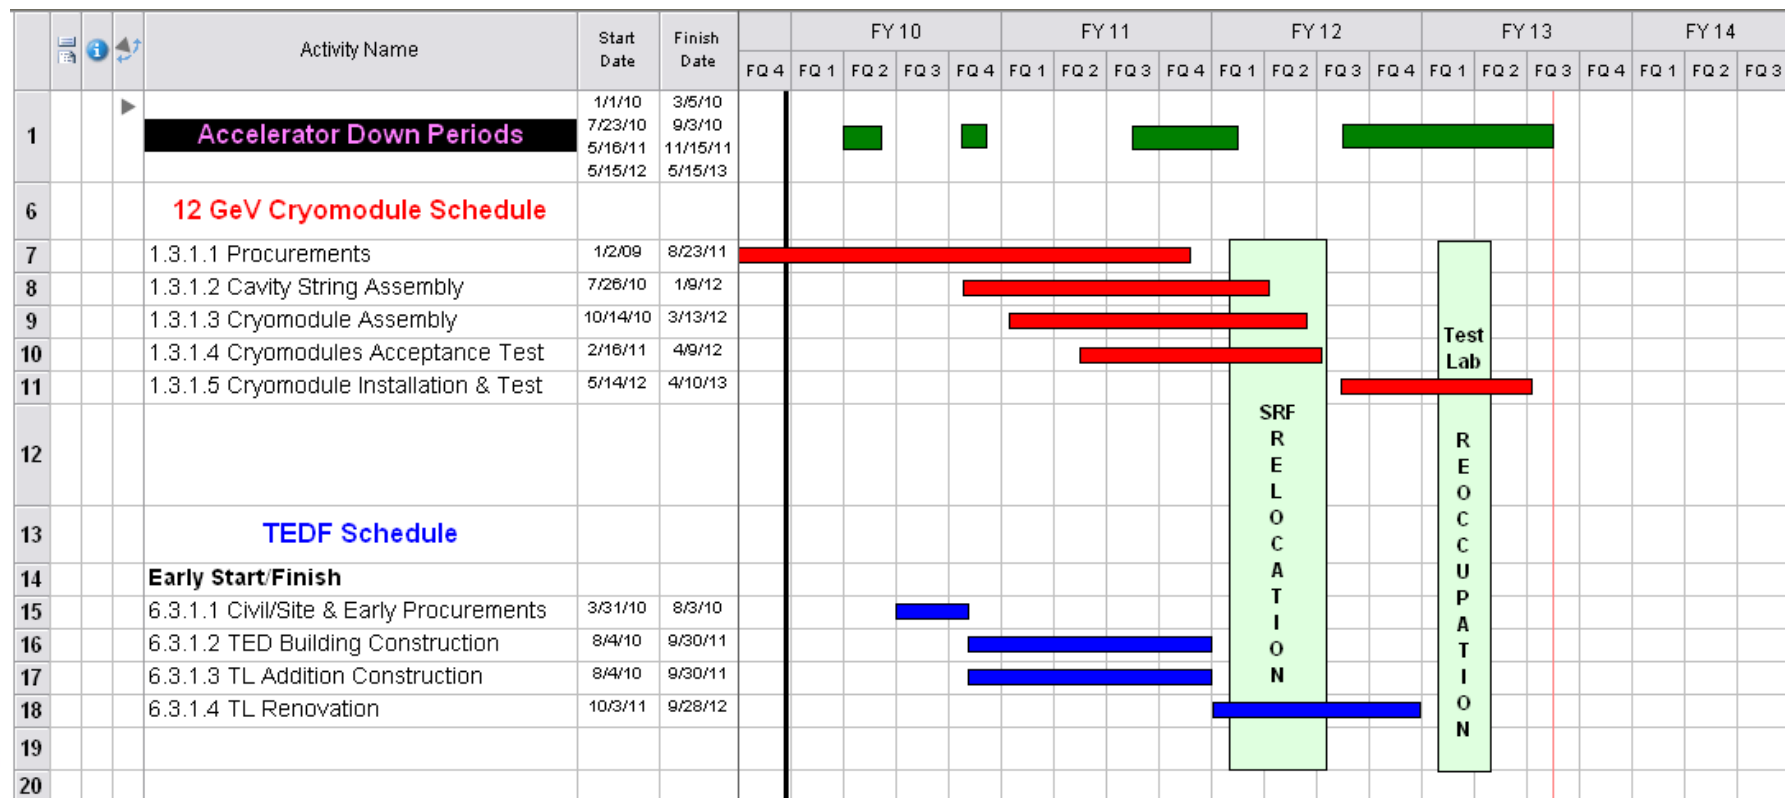 Activity Name Start Date Finish Date FY 10 FY 11 FY 12 FY 13 FY 14
FQ 4 FQ 1 FQ 2 FQ 3 FQ 4 FQ 1 FQ 2 FQ 3 FQ 4 FQ 1 FQ 2 FQ 3 FQ 4 FQ 1 FQ 2 FQ 3 FQ 4 FQ 1 FQ 2 FQ 3
1 Accelerator Down Periods
1/1/10 3/5/10
7/23/10 9/3/10
5/16/11 11/15/11
5/15/12 5/15/13
6 12 GeV Cryomodule Schedule
7 1.3.1.1 Procurements 1/2/09 8/23/11
8 1.3.1.2 Cavity String Assembly 7/26/10 1/9/12
9 1.3.1.3 Cryomodule Assembly 10/14/10 3/13/12
10 1.3.1.4 Cryomodules Acceptance Test 2/16/11 4/9/12
11 1.3.1.5 Cryomodule Installation & Test 5/14/12 4/10/13
12
13 TEDF Schedule
14 Early Start/Finish
15 6.3.1.1 Civil/Site & Early Procurements 3/31/10 8/3/10
16 6.3.1.2 TED Building Construction 8/4/10 9/30/11
17 6.3.1.3 TL Addition Construction 8/4/10 9/30/11
18 6.3.1.4 TL Renovation 10/3/11 9/28/12
19
20
SRF
RELOCATION
Test
Lab
REOCCUPATION